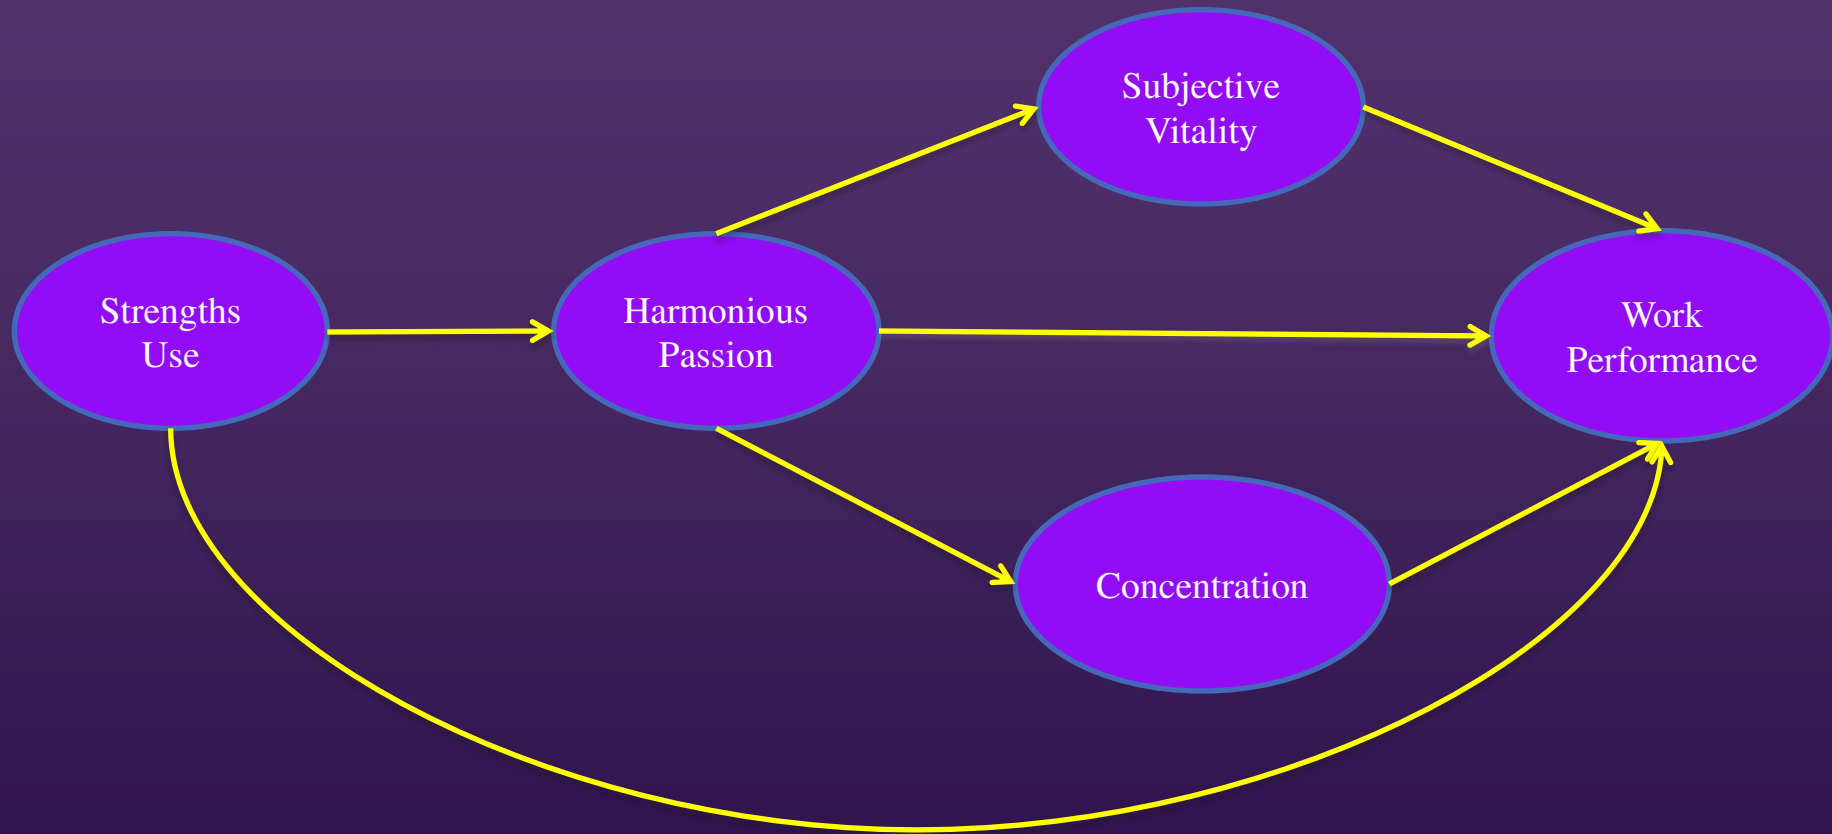 Subjective
Vitality
Strengths
Use
Harmonious
Passion
Work
Performance
Concentration